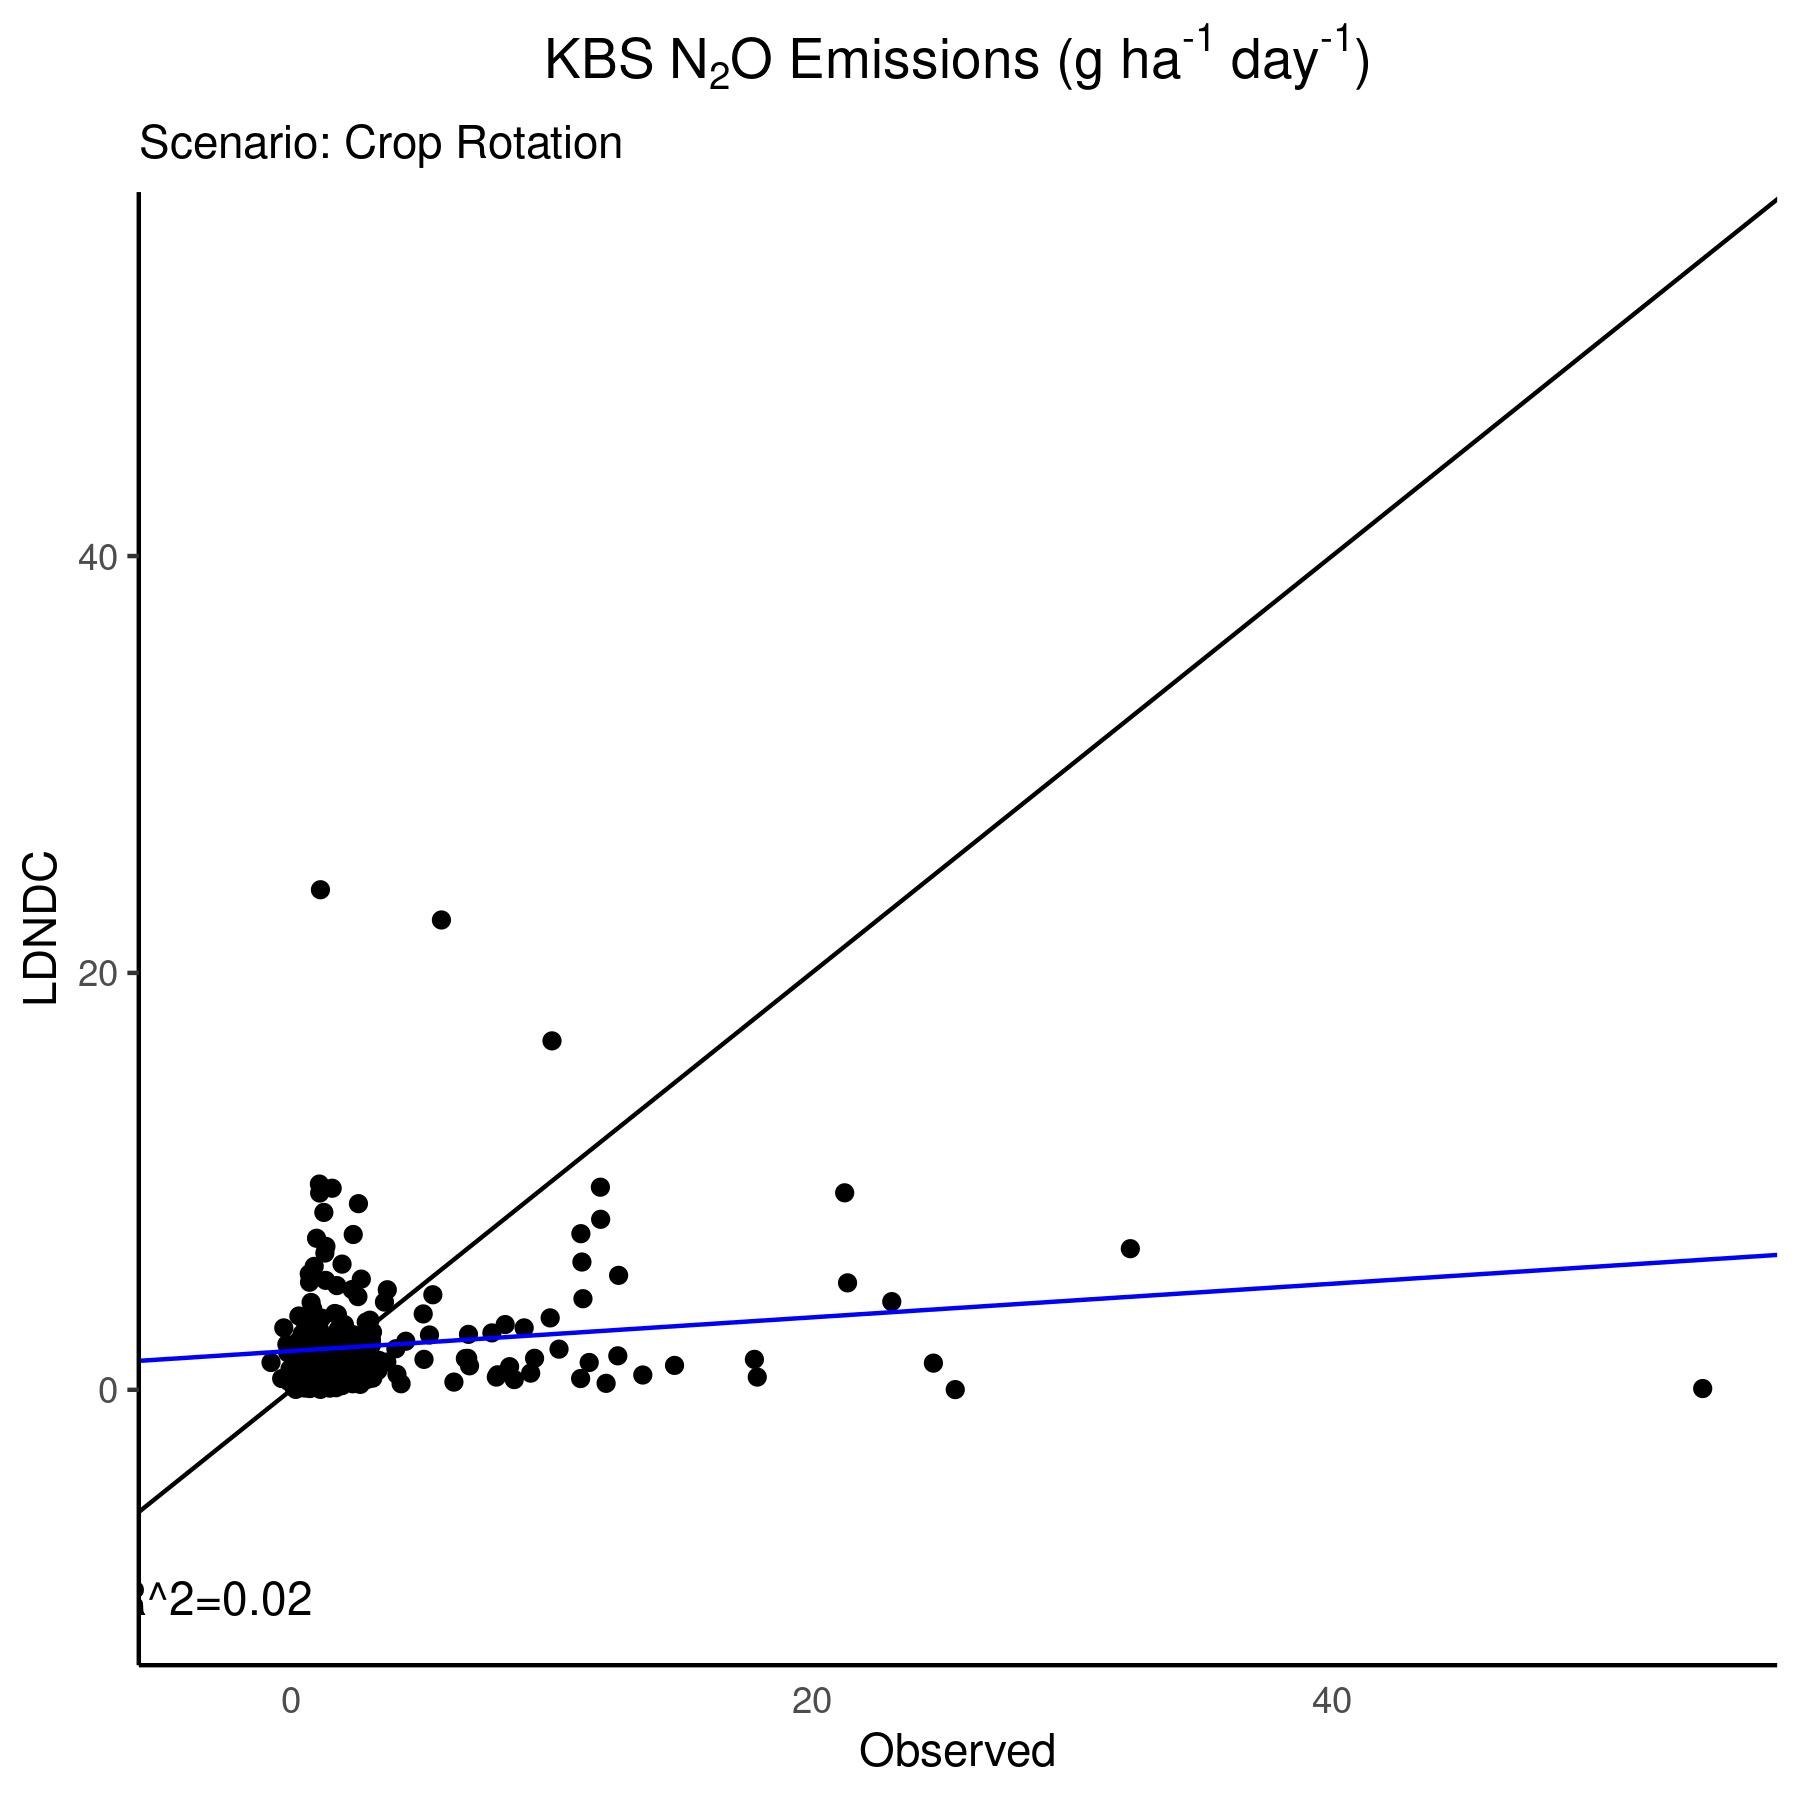 KBS N₂O Emissions (g ha⁻¹ day⁻¹)
Scenario: Crop Rotation
LDNDC
40
20
0
^2=0.02
0 20 40
Observed